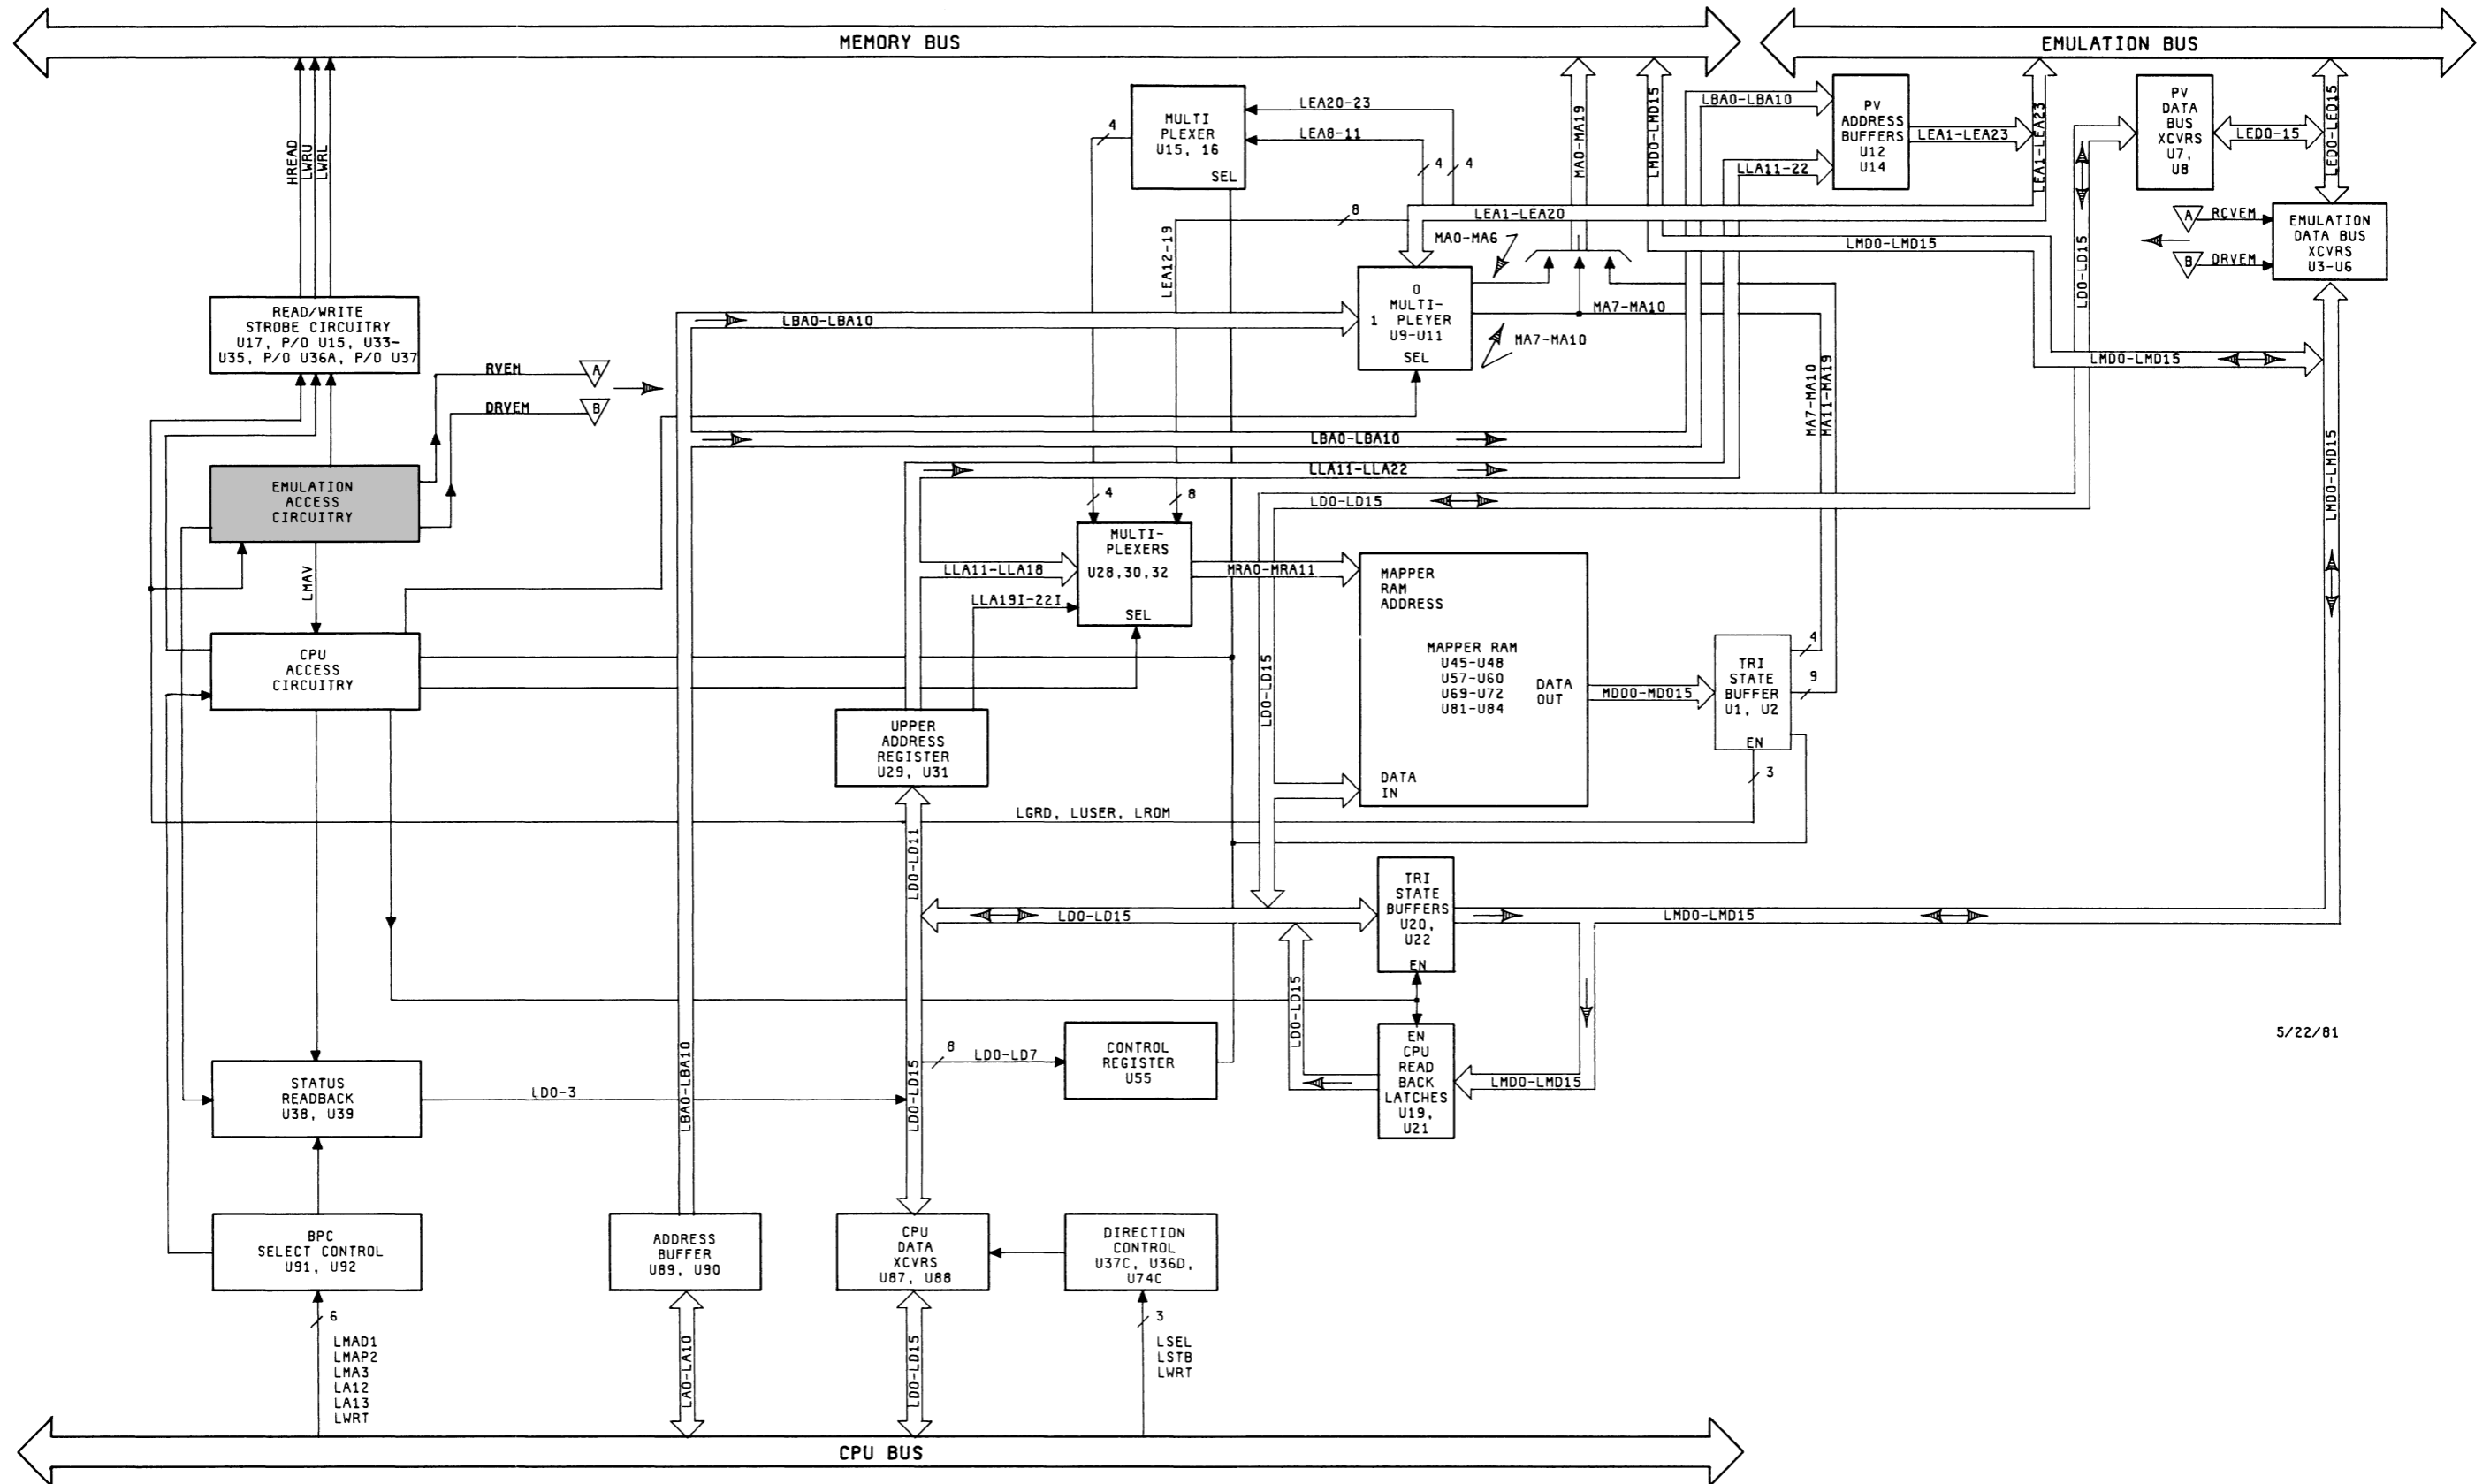 MEMORY BUS
EMULATION BUS
HREAD
LWRU
LWRL
MULTI
PLEXER
U15, 16
SEL
4
LEA20-23
LEA8-11
4
4
MA0-MA19
LMD0-LMD15
LBA0-LBA10
PV
ADDRESS
BUFFERS
U12
U14
LEA1-LEA23
LEA1-LEA23
LLA11-22
PV
DATA
BUS
XCVRS
U7,
U8
LED0-15
LED0-LED15
8
LEA12-19
LEA1-LEA20
MA0-MA6
LMD0-LMD15
LD0-LD15
A
RCVEM
B
DRVEM
EMULATION
DATA BUS
XCVRS
U3-U6
READ/WRITE
STROBE CIRCUITRY
U17, P/O U15, U33-
U35, P/O U36A, P/O U37
LBA0-LBA10
0
MULTI-
1 PLEYER
U9-U11
SEL
MA7-MA10
MA7-MA10
LMD0-LMD15
RVEM
A
DRVEM
B
MA7-MA10
MA11-MA19
LBA0-LBA10
LLA11-LLA22
LMD0-LMD15
EMULATION
ACCESS
CIRCUITRY
4
8
LD0-LD15
LMAV
MULTI-
PLEXERS
U28,30,32
SEL
LLA11-LLA18
LLA19I-22I
MRA0-MRA11
MAPPER
RAM
ADDRESS
MAPPER RAM
U45-U48
U57-U60
U69-U72
U81-U84
DATA
OUT
DATA
IN
MDO0-MDO15
TRI
STATE
BUFFER
U1, U2
EN
4
9
3
CPU
ACCESS
CIRCUITRY
LD0-LD15
UPPER
ADDRESS
REGISTER
U29, U31
LGRD, LUSER, LROM
LD0-LD11
LD0-LD15
TRI
STATE
BUFFERS
U20,
U22
EN
LMD0-LMD15
LD0-LD15
EN
CPU
READ
BACK
LATCHES
U19,
U21
LMD0-LMD15
5/22/81
STATUS
READBACK
U38, U39
LD0-3
LBA0-LBA10
LD0-LD15
8
LD0-LD7
CONTROL
REGISTER
U55
BPC
SELECT CONTROL
U91, U92
ADDRESS
BUFFER
U89, U90
CPU
DATA
XCVRS
U87, U88
DIRECTION
CONTROL
U37C, U36D,
U74C
6
LMAD1
LMAP2
LMA3
LA12
LA13
LWRT
LA0-LA10
LD0-LD15
3
LSEL
LSTB
LWRT
CPU BUS